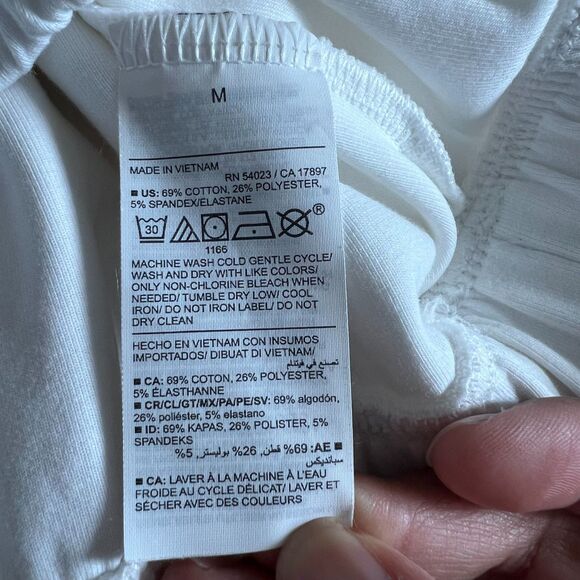 M
MADE IN VIETNAM
RN 54023 / CA 17897
■ US: 69% COTTON, 26% POLYESTER,
5% SPANDEX/ELASTANE
30 ®
1166
MACHINE WASH COLD GENTLE CYCLE/
WASH AND DRY WITH LIKE COLORS/
ONLY NON-CHLORINE BLEACH WHEN
NEEDED/ TUMBLE DRY LOW/ COOL
IRON/ DO NOT IRON LABEL/ DO NOT
DRY CLEAN
HECHO EN VIETNAM CON INSUMOS
IMPORTADOS/ DIBUAT DI VIETNAM/
تصنع في فيتنام
■ CA: 69% COTTON, 26% POLYESTER,
5% ÉLASTHANNE
■ CR/CL/GT/MX/PA/PE/SV: 69% algodón,
26% poliéster, 5% elastano
■ ID: 69% KAPAS, 26% POLISTER, 5%
SPANDEKS
■ AE: 69% قطن, 26% بوليستر, 5%
سبانديكس
■ CA: LAVER À LA MACHINE À L'EAU
FROIDE AU CYCLE DÉLICAT/ LAVER ET
SÉCHER AVEC DES COULEURS